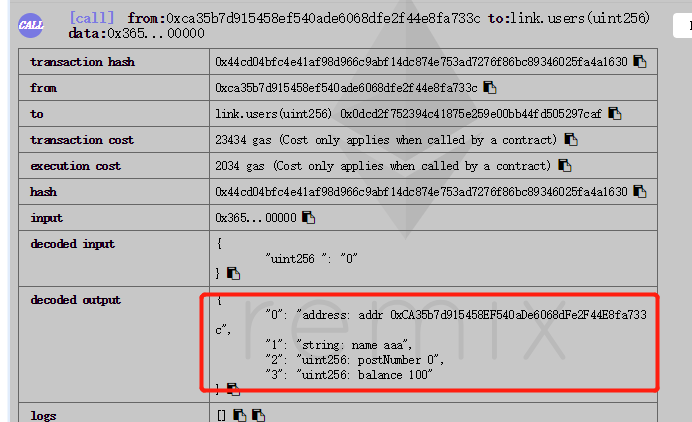 CALL
[call] from:0xca35b7d915458ef540ade6068dfe2f44e8fa733c to:link.users(uint256)
data:0x365...00000
transaction hash 0x44cd04bfc4e41af98d966c9abf14dc874e753ad7276f86bc89346025fa4a1630
from 0xca35b7d915458ef540ade6068dfe2f44e8fa733c
to link.users(uint256) 0x0dcd2f752394c41875e259e00bb44fd505297caf
transaction cost 23434 gas (Cost only applies when called by a contract)
execution cost 2034 gas (Cost only applies when called by a contract)
hash 0x44cd04bfc4e41af98d966c9abf14dc874e753ad7276f86bc89346025fa4a1630
input 0x365...00000
decoded input {
"uint256 ": "0"
}
decoded output {
"0": "address: addr 0xCA35b7d915458EF540aDe6068dFe2F44E8fa733
c",
"1": "string: name aaa",
"2": "uint256: postNumber 0",
"3": "uint256: balance 100"
}
remix
logs []